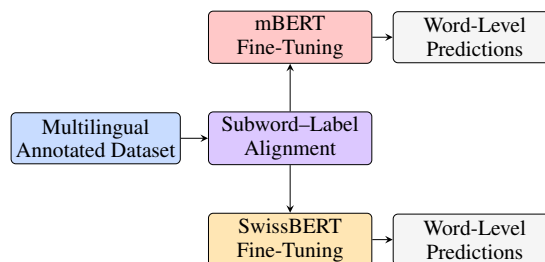 mBERT
Fine-Tuning
Word-Level
Predictions
Multilingual
Annotated Dataset
Subword–Label
Alignment
SwissBERT
Fine-Tuning
Word-Level
Predictions